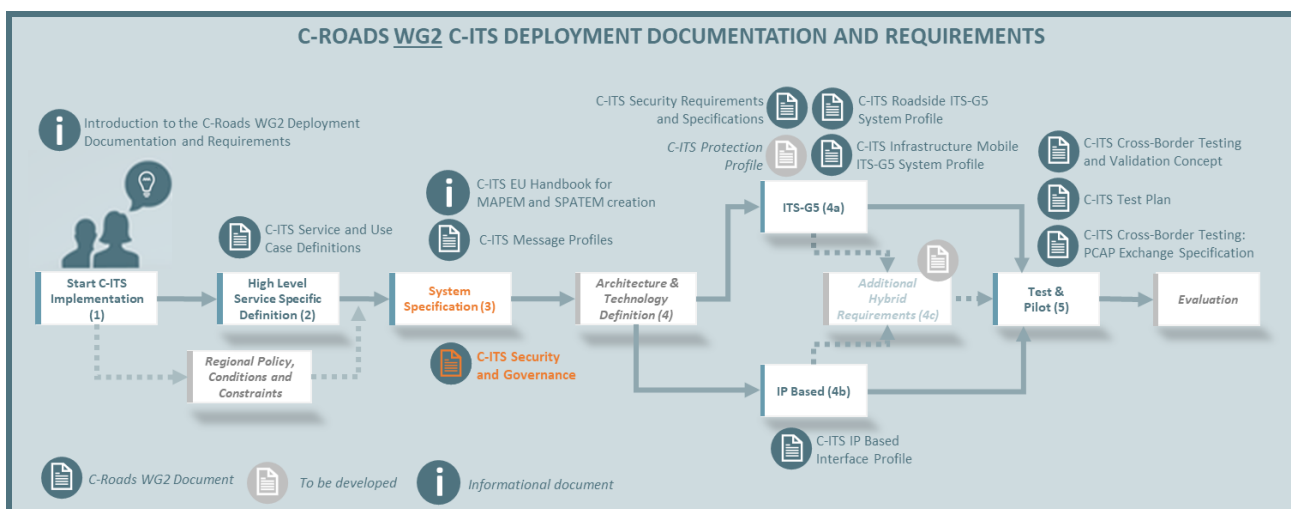 C-ROADS WG2 C-ITS DEPLOYMENT DOCUMENTATION AND REQUIREMENTS
Introduction to the C-Roads WG2 Deployment
Documentation and Requirements
C-ITS Service and Use
Case Definitions
C-ITS EU Handbook for
MAPEM and SPATEM creation
C-ITS Message Profiles
C-ITS Security Requirements
and Specifications
C-ITS Protection
Profile
C-ITS Roadside ITS-G5
System Profile
C-ITS Infrastructure Mobile
ITS-G5 System Profile
C-ITS Cross-Border Testing
and Validation Concept
C-ITS Test Plan
C-ITS Cross-Border Testing:
PCAP Exchange Specification
Start C-ITS
Implementation
(1)
High Level
Service Specific
Definition (2)
System
Specification (3)
Architecture &
Technology
Definition (4)
ITS-G5 (4a)
Additional
Hybrid
Requirements (4c)
Test &
Pilot (5)
Evaluation
Regional Policy,
Conditions and
Constraints
C-ITS Security
and Governance
IP Based (4b)
C-ITS IP Based
Interface Profile
C-Roads WG2 Document
To be developed
Informational document